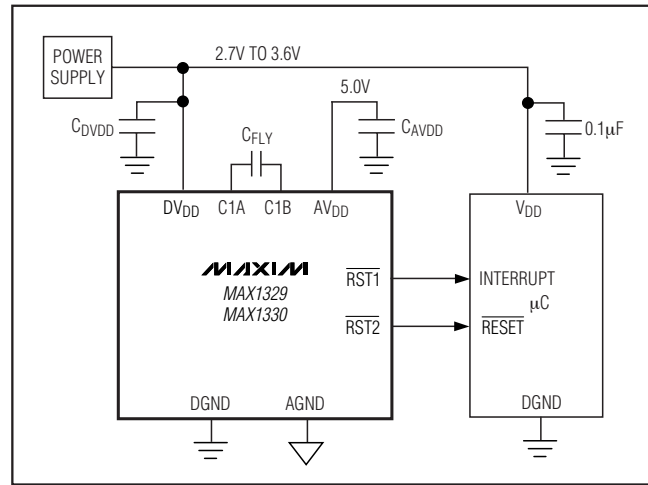 POWER
SUPPLY
2.7V TO 3.6V
5.0V
CDVDD
CFLY
CAVDD
0.1μF
DVDD
C1A
C1B
AVDD
VDD
MAXIM
MAX1329
MAX1330
RST1
RST2
INTERRUPT
μC
RESET
DGND
AGND
DGND